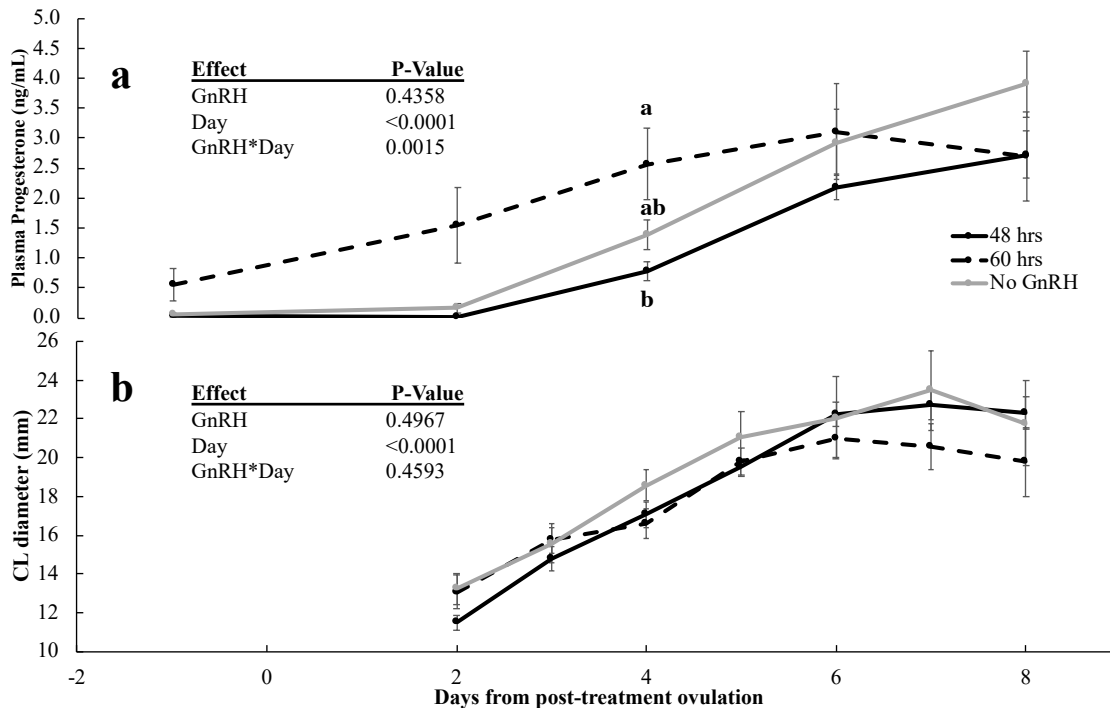 Plasma Progesterone (ng/mL)
5.0
4.5
4.0
3.5
3.0
2.5
2.0
1.5
1.0
0.5
0.0
a
Effect P-Value
GnRH 0.4358
Day <0.0001
GnRH*Day 0.0015
a
ab
b
48 hrs
60 hrs
No GnRH
CL diameter (mm)
26
24
22
20
18
16
14
12
10
b
Effect P-Value
GnRH 0.4967
Day <0.0001
GnRH*Day 0.4593
-2 0 2 4 6 8
Days from post-treatment ovulation